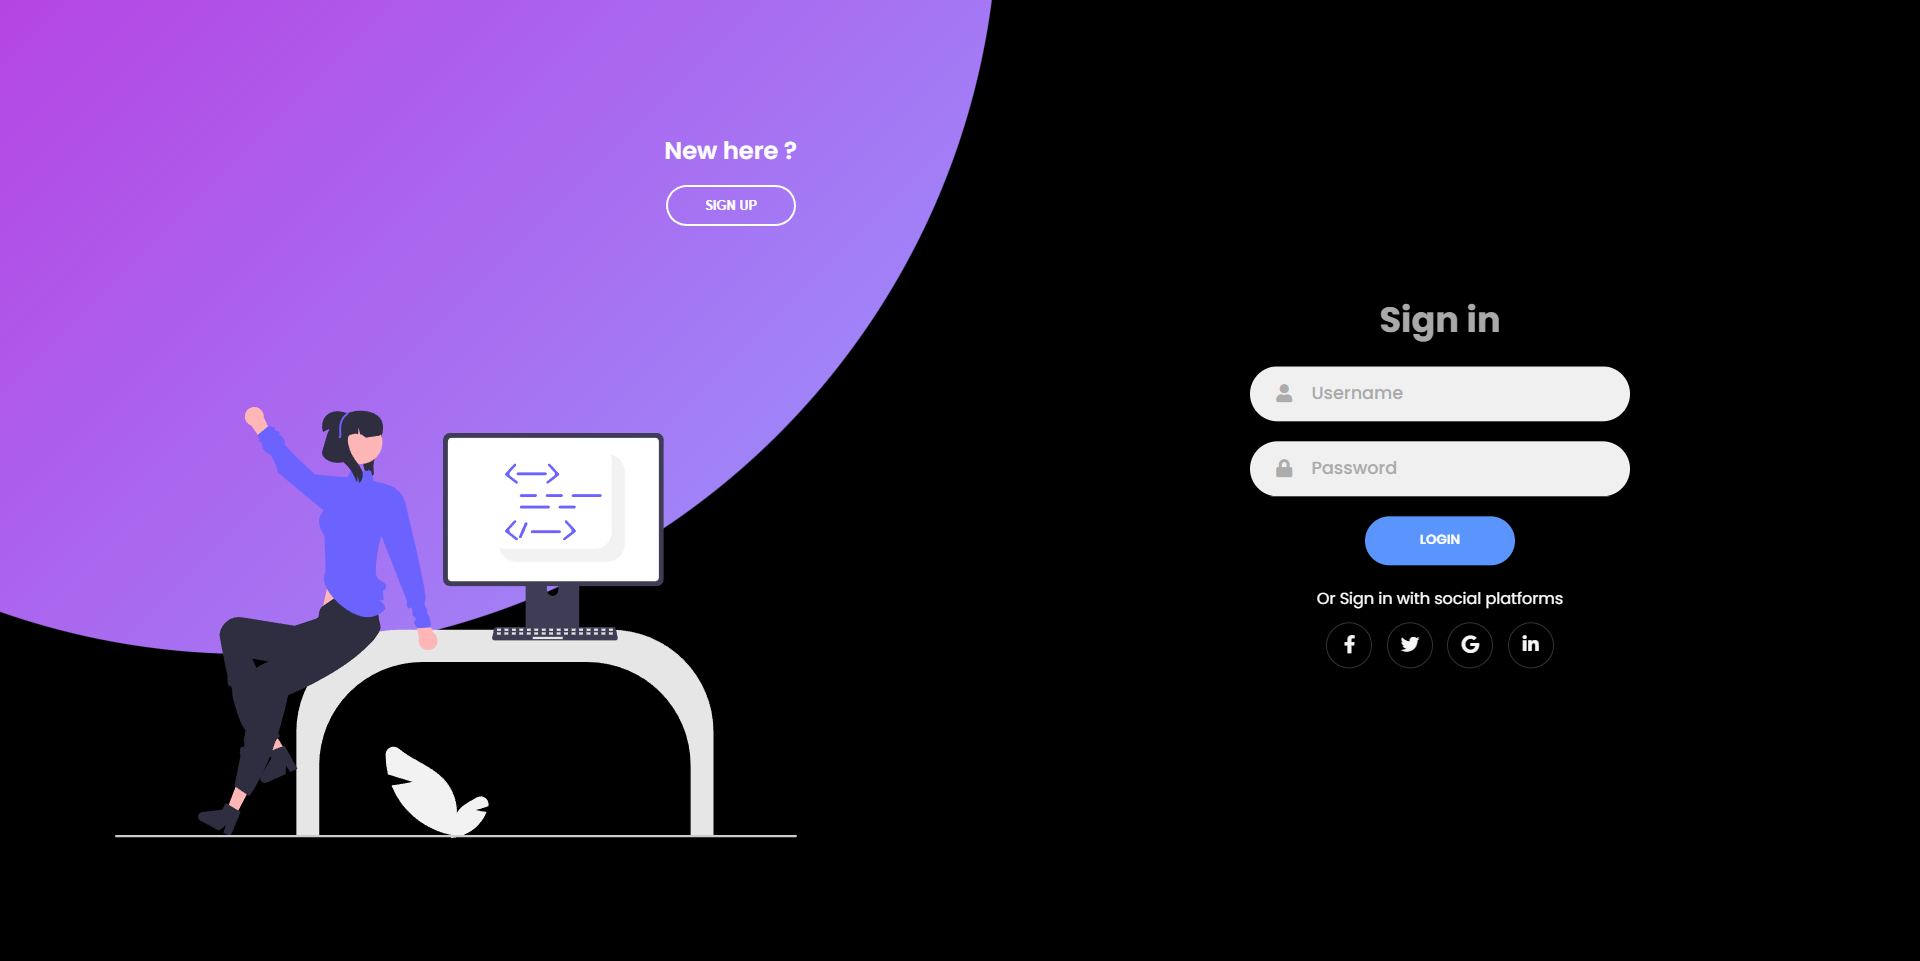 New here ?
SIGN UP
Sign in
Username
Password
LOGIN
Or Sign in with social platforms